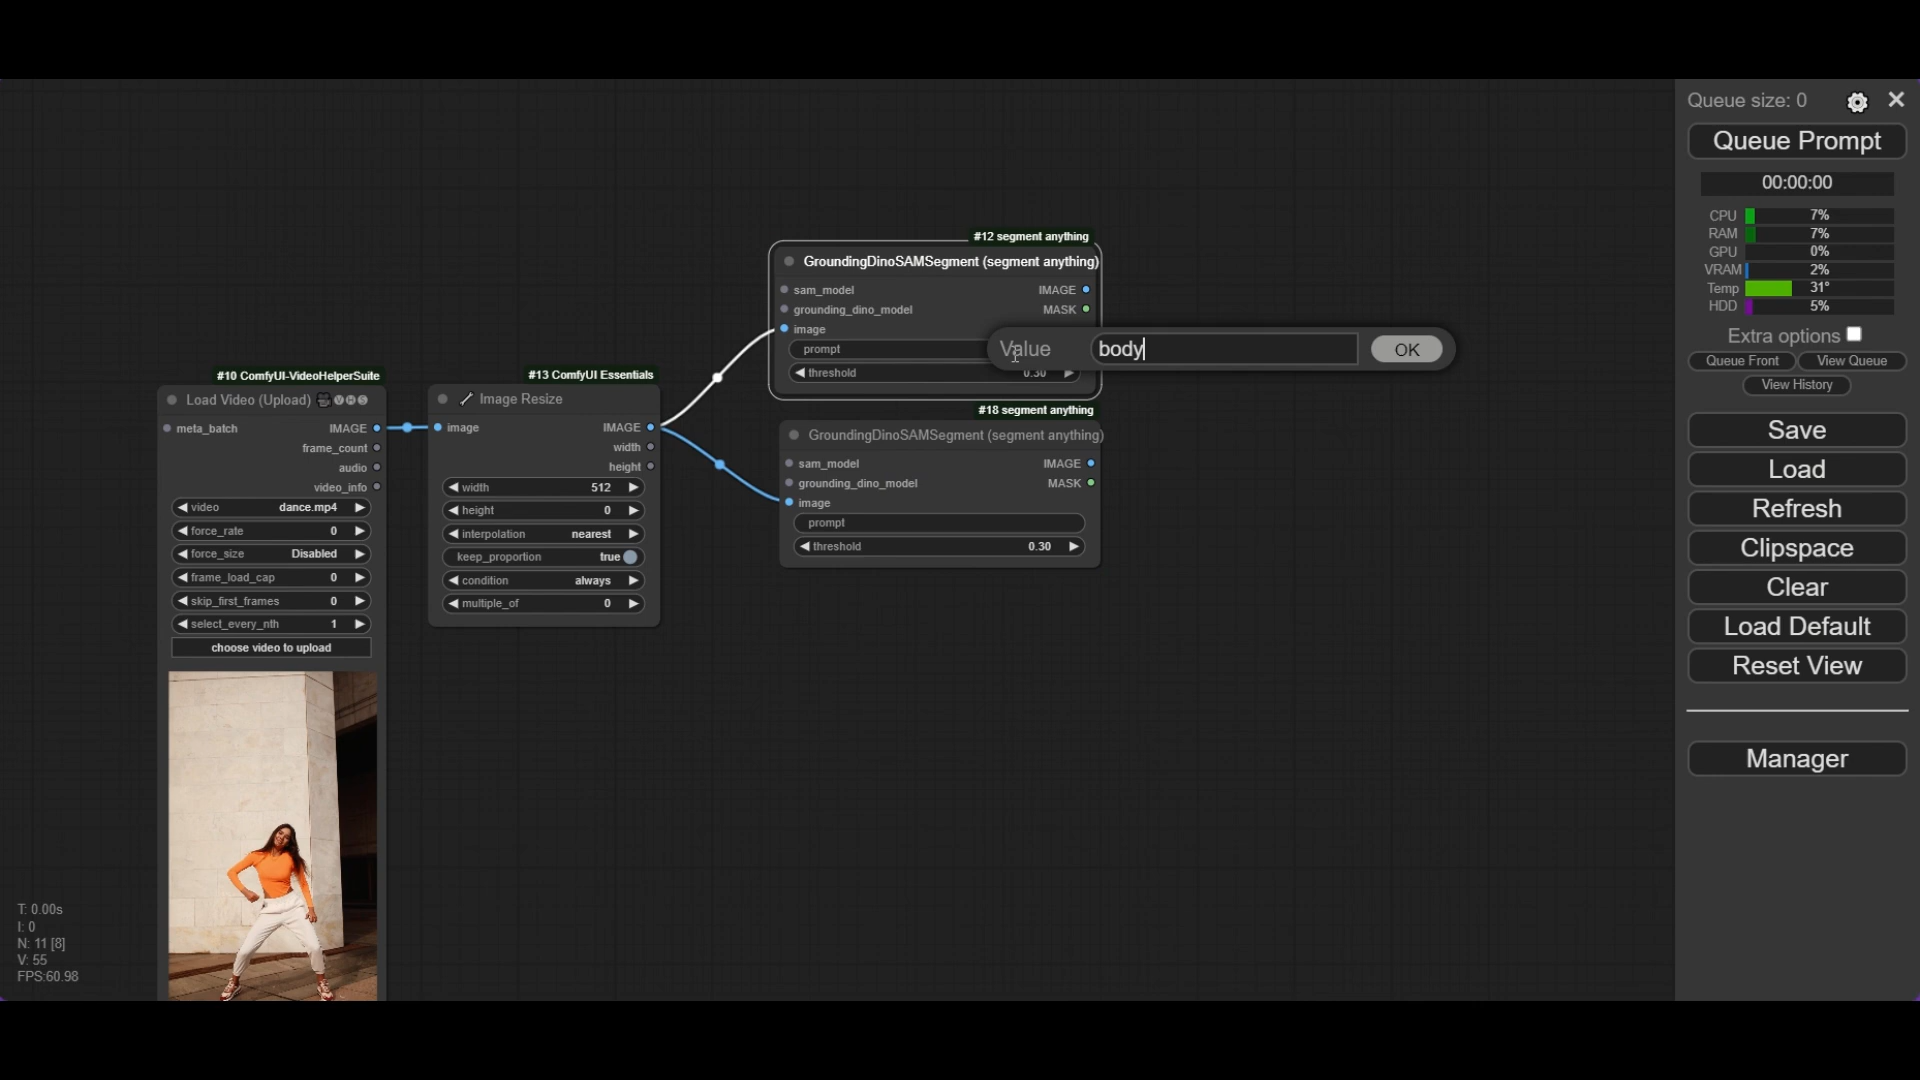 Queue size: 0
Queue Prompt
00:00:00
CPU 7%
RAM 7%
GPU 0%
VRAM 2%
Temp 31°
HDD 5%
Extra options
Queue Front View Queue
View History
Save
Load
Refresh
Clipspace
Clear
Load Default
Reset View
Manager
#12 segment anything
GroundingDinoSAMSegment (segment anything)
sam_model IMAGE
grounding_dino_model MASK
image
prompt
Value body OK
threshold 0.30
#18 segment anything
GroundingDinoSAMSegment (segment anything)
sam_model IMAGE
grounding_dino_model MASK
image
prompt
threshold 0.30
#10 ComfyUI-VideoHelperSuite
Load Video (Upload) VHS
meta_batch IMAGE
frame_count
audio
video_info
video dance.mp4
force_rate 0
force_size Disabled
frame_load_cap 0
skip_first_frames 0
select_every_nth 1
choose video to upload
#13 ComfyUI Essentials
Image Resize
image IMAGE
width
height
width 512
height 0
interpolation nearest
keep_proportion true
condition always
multiple_of 0
T: 0.00s
I: 0
N: 11 [8]
V: 55
FPS:60.98